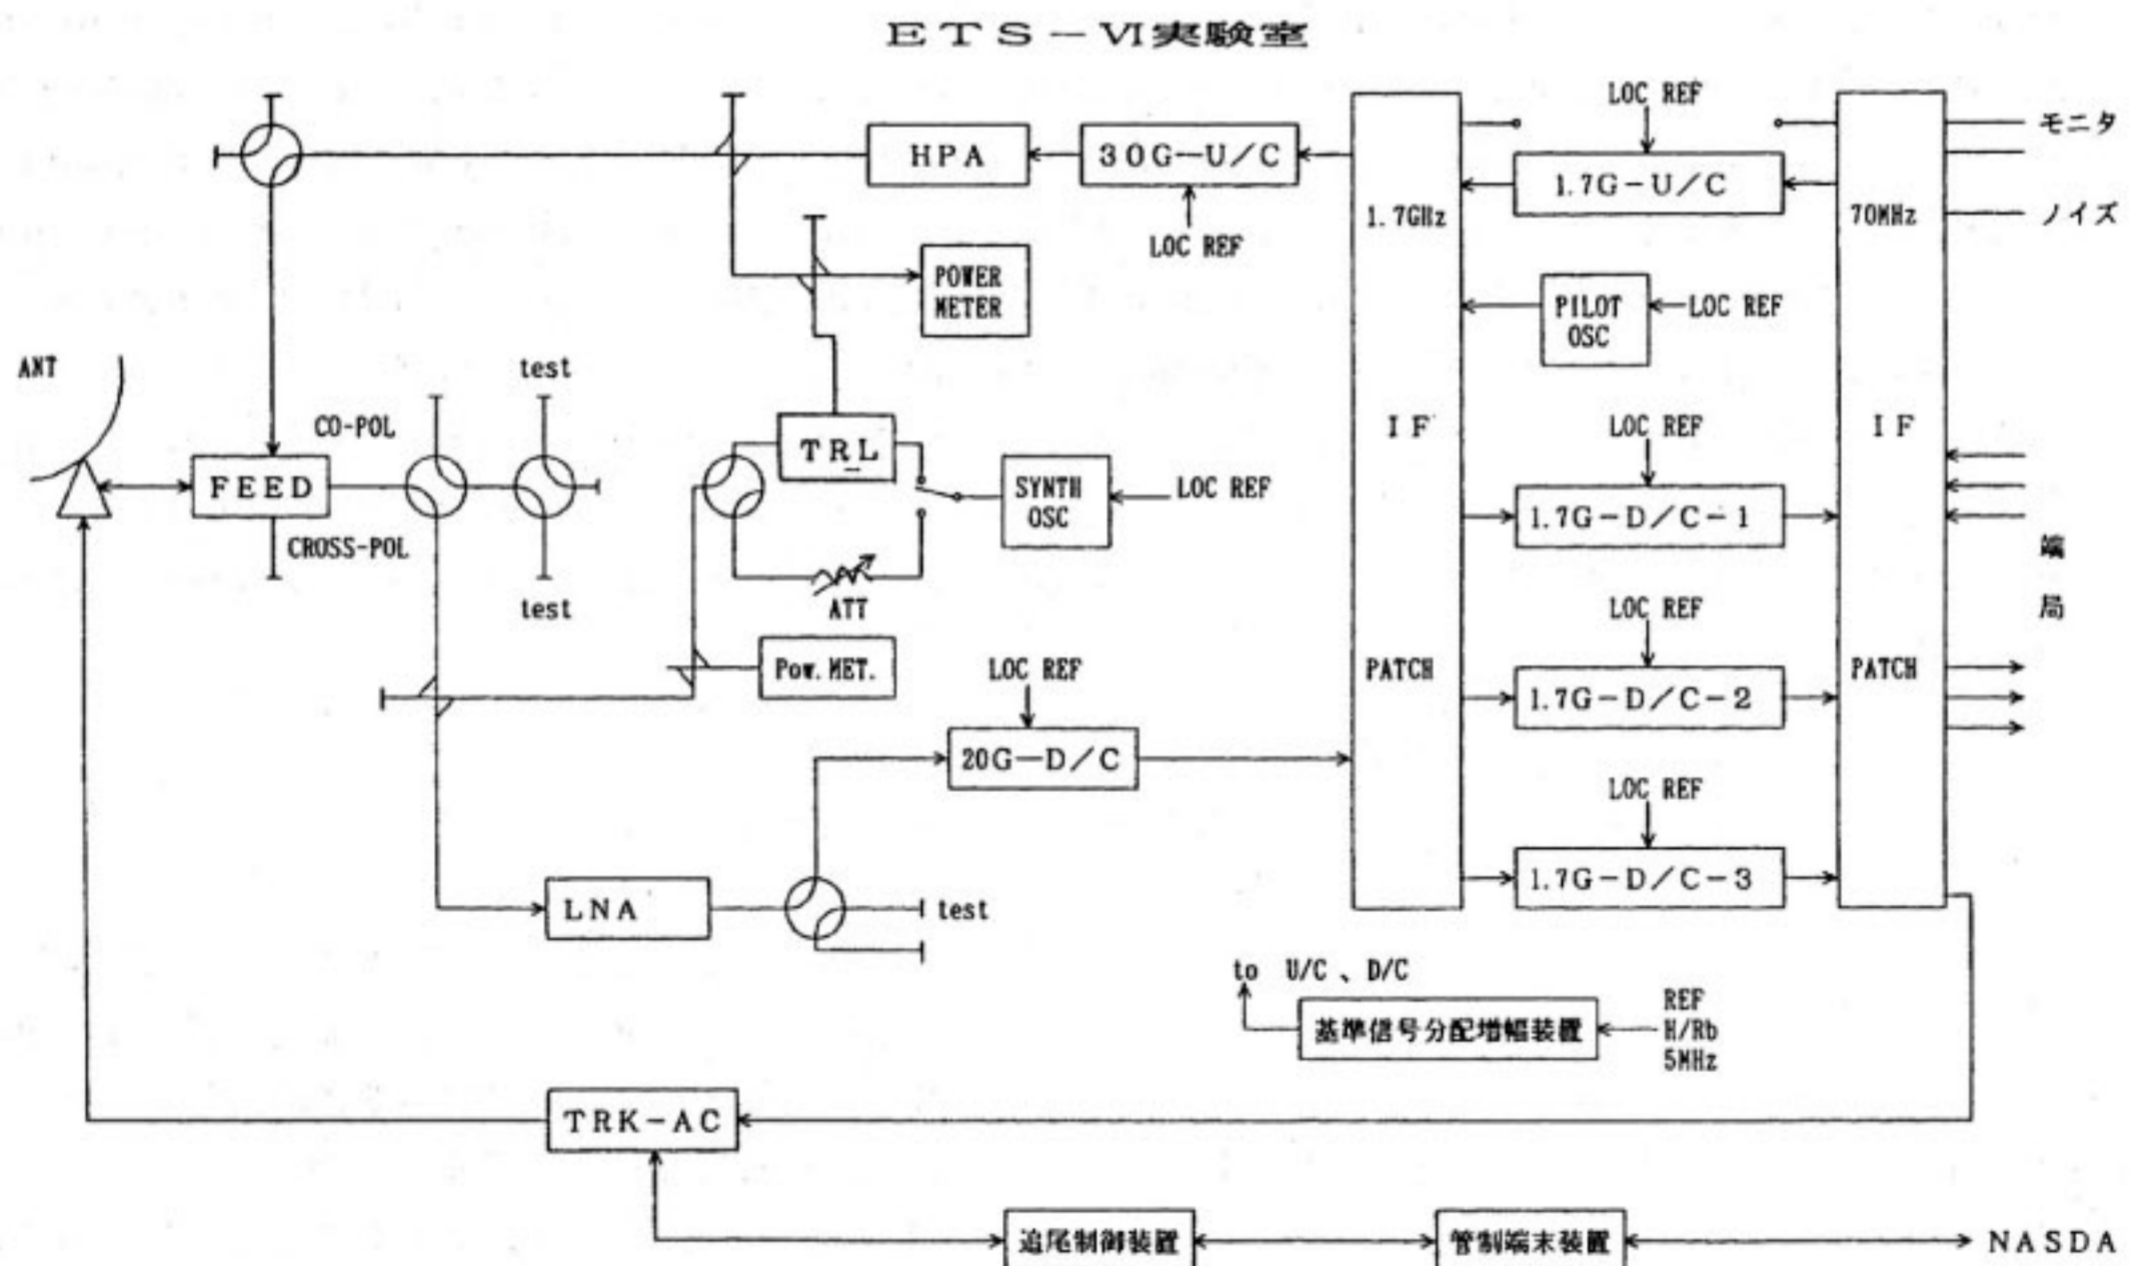 ETS-VI実験室
LOC REF
モニタ
HPA
30G-U/C
1.7G-U/C
1.7GHz
70MHz
ノイズ
LOC REF
POWER
METER
PILOT
OSC
LOC REF
ANT
test
CO-POL
TRL
IF
LOC REF
IF
FEED
SYNTH
OSC
LOC REF
1.7G-D/C-1
CROSS-POL
端
局
test
ATT
LOC REF
Pow. MET.
LOC REF
PATCH
1.7G-D/C-2
PATCH
20G-D/C
LOC REF
1.7G-D/C-3
LNA
test
to U/C 、D/C
基準信号分配増幅装置
REF
H/Rb
5MHz
TRK-AC
追尾制御装置
管制端末装置
NASDA